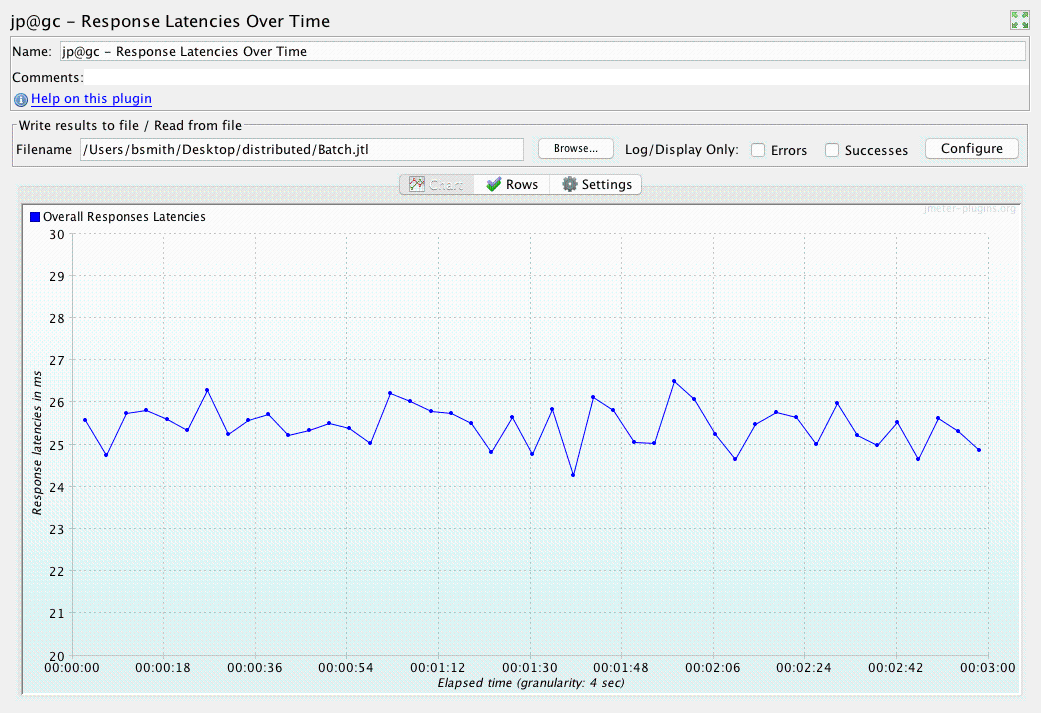 jp@gc - Response Latencies Over Time
Name: jp@gc - Response Latencies Over Time
Comments:
Help on this plugin
Write results to file / Read from file
Filename /Users/bsmith/Desktop/distributed/Batch.jtl Browse... Log/Display Only: Errors Successes Configure
Chart Rows Settings
jmeter-plugins.org
Overall Responses Latencies
30
29
28
27
26
25
24
23
22
21
20
Response latencies in ms
00:00:00 00:00:18 00:00:36 00:00:54 00:01:12 00:01:30 00:01:48 00:02:06 00:02:24 00:02:42 00:03:00
Elapsed time (granularity: 4 sec)